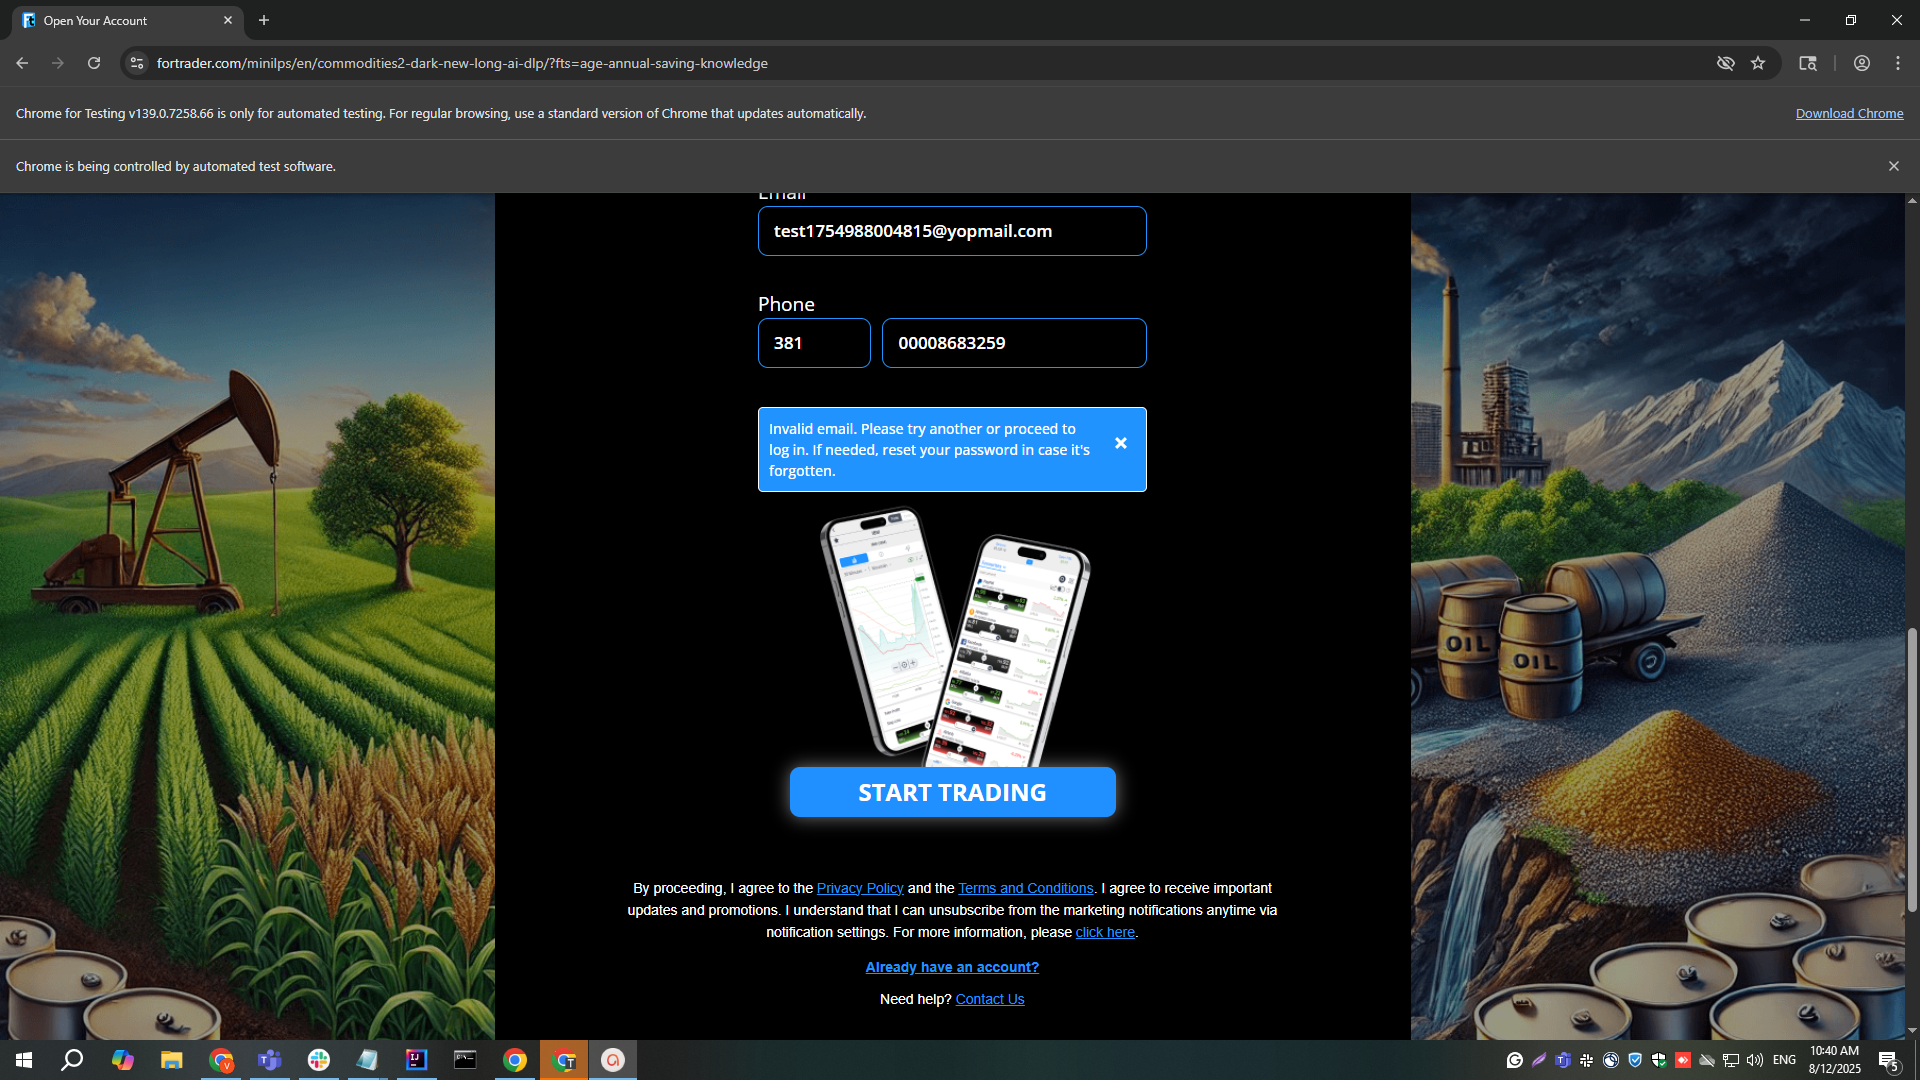 Open Your Account
fortrader.com/minilps/en/commodities2-dark-new-long-ai-dlp/?fts=age-annual-saving-knowledge
Chrome for Testing v139.0.7258.66 is only for automated testing. For regular browsing, use a standard version of Chrome that updates automatically.
Download Chrome
Chrome is being controlled by automated test software.
Email
test1754988004815@yopmail.com
Phone
381
00008683259
Invalid email. Please try another or proceed to
log in. If needed, reset your password in case it's
forgotten.
OIL
OIL
START TRADING
By proceeding, I agree to the Privacy Policy and the Terms and Conditions. I agree to receive important
updates and promotions. I understand that I can unsubscribe from the marketing notifications anytime via
notification settings. For more information, please click here.
Already have an account?
Need help? Contact Us
ENG
10:40 AM
8/12/2025
5